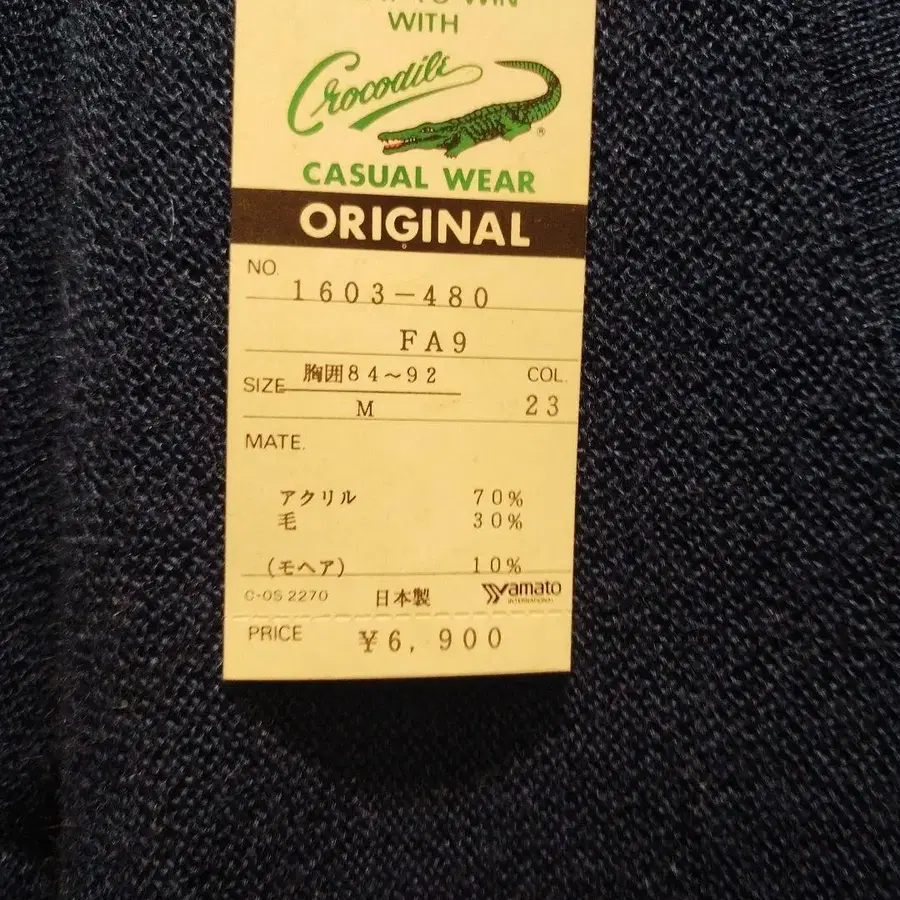 TO WIN
WITH
Crocodile
®
CASUAL WEAR
ORIGINAL
NO. 1603-480
FA9
SIZE 胸囲84〜92
M
COL.
23
MATE.
アクリル 70%
毛 30%
(モヘア) 10%
C-OS 2270 日本製 Yamato
INTERNATIONAL
PRICE ¥6,900